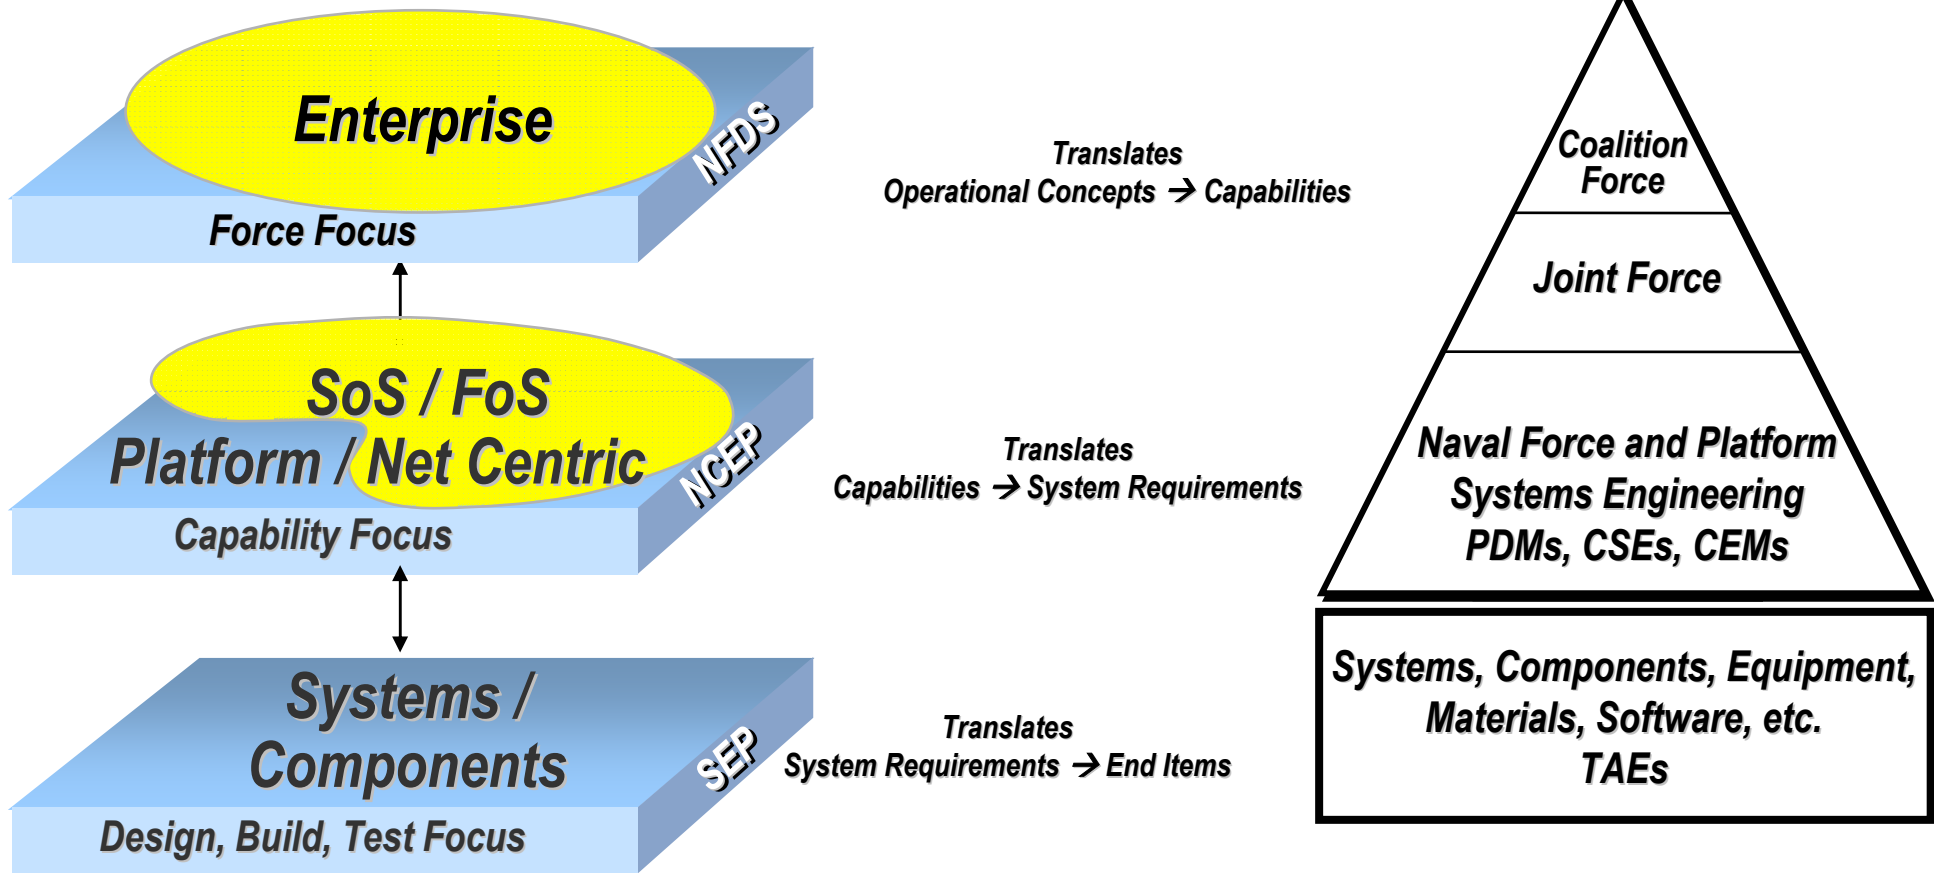 Enterprise
NFDS
Force Focus
Translates
Operational Concepts → Capabilities
Coalition
Force
Joint Force
SoS / FoS
Platform / Net Centric
NCEP
Capability Focus
Translates
Capabilities → System Requirements
Naval Force and Platform
Systems Engineering
PDMs, CSEs, CEMs
Systems /
Components
SEP
Design, Build, Test Focus
Translates
System Requirements → End Items
Systems, Components, Equipment,
Materials, Software, etc.
TAEs